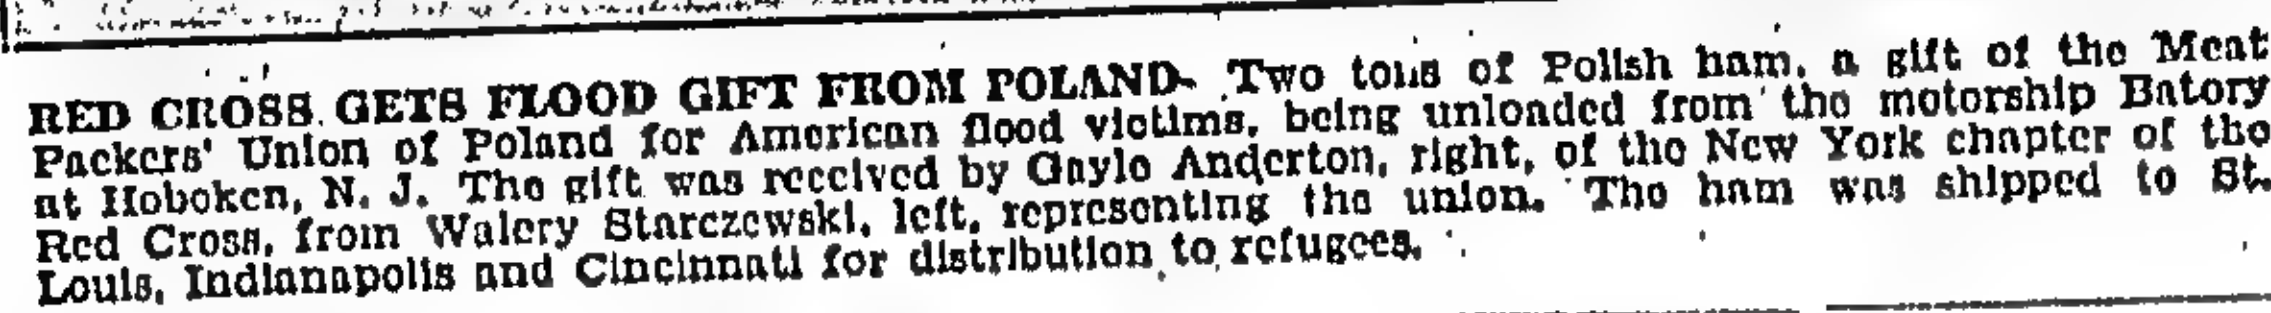 RED CROSS GETS FLOOD GIFT FROM POLAND- Two tons of Polish ham, a gift of the Meat
Packers' Union of Poland for American flood victims, being unloaded from the motorship Batory
at Hoboken, N. J. The gift was received by Gaylo Anderton, right, of the New York chapter of the
Red Cross, from Walery Starczewski, left, representing the union. The ham was shipped to St.
Louis, Indianapolis and Cincinnati for distribution to refugees.